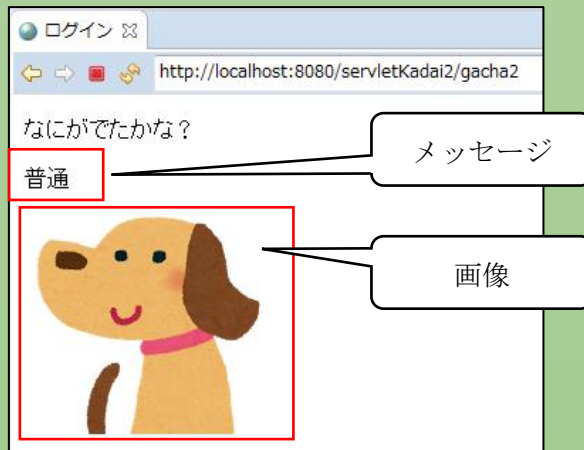 ログイン
http://localhost:8080/servletKadai2/gacha2
なにがでたかな？
メッセージ
普通
画像